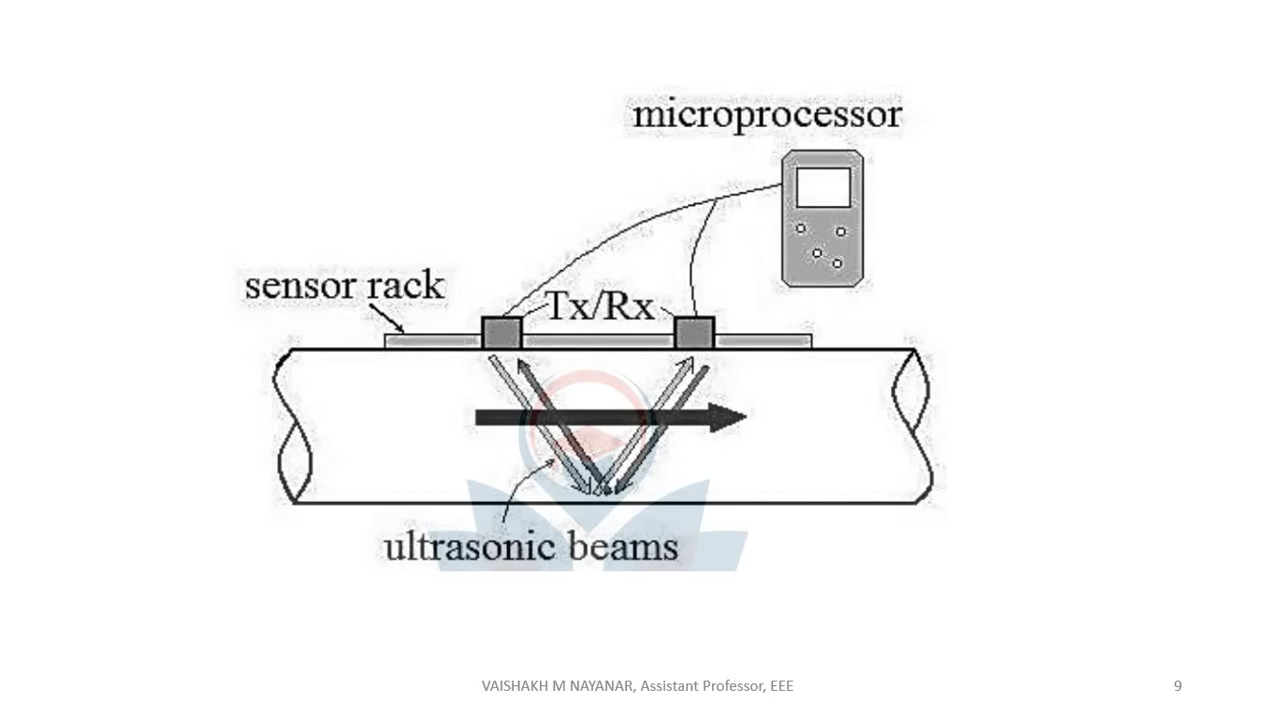 microprocessor
sensor rack
Tx/Rx
ultrasonic beams
VAISHAKH M NAYANAR, Assistant Professor, EEE
9